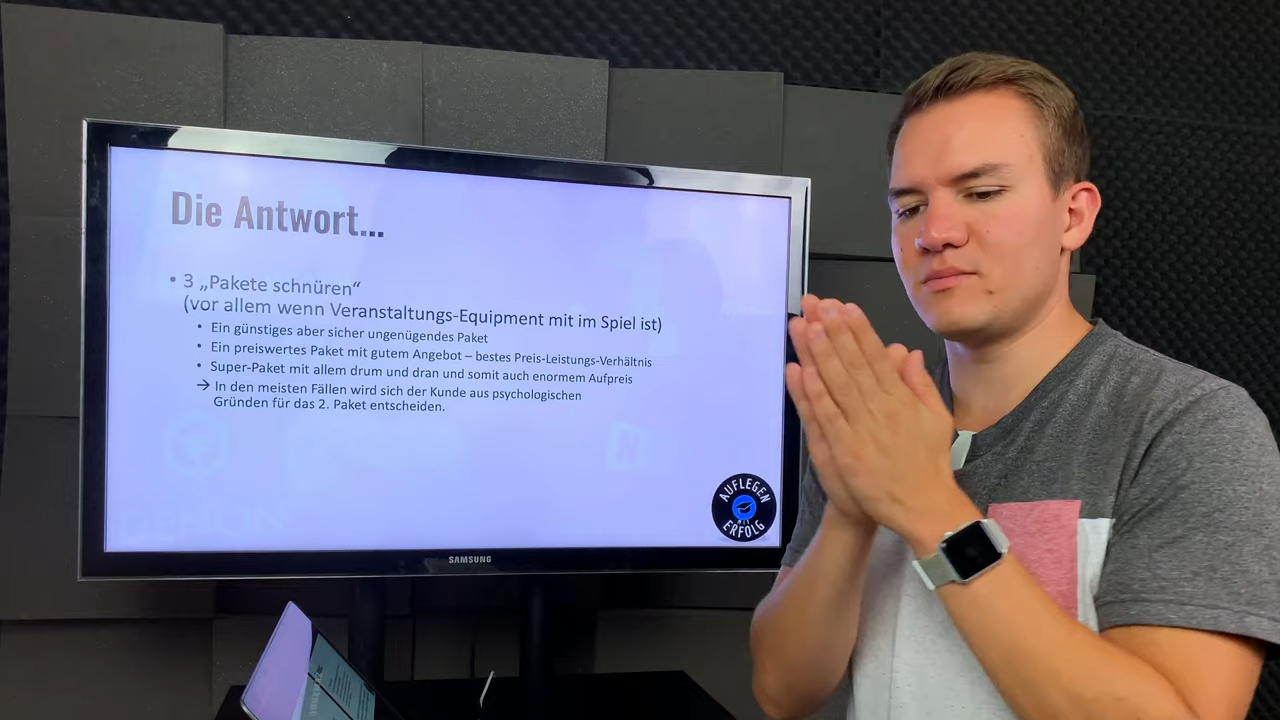 Die Antwort...
• 3 „Pakete schnüren“
(vor allem wenn Veranstaltungs-Equipment mit im Spiel ist)
• Ein günstiges aber sicher ungenügendes Paket
• Ein preiswertes Paket mit gutem Angebot – bestes Preis-Leistungs-Verhältnis
• Super-Paket mit allem drum und dran und somit auch enormem Aufpreis
→ In den meisten Fällen wird sich der Kunde aus psychologischen
Gründen für das 2. Paket entscheiden.
AUFLEGEN
MIT
ERFOLG
DENON
SAMSUNG